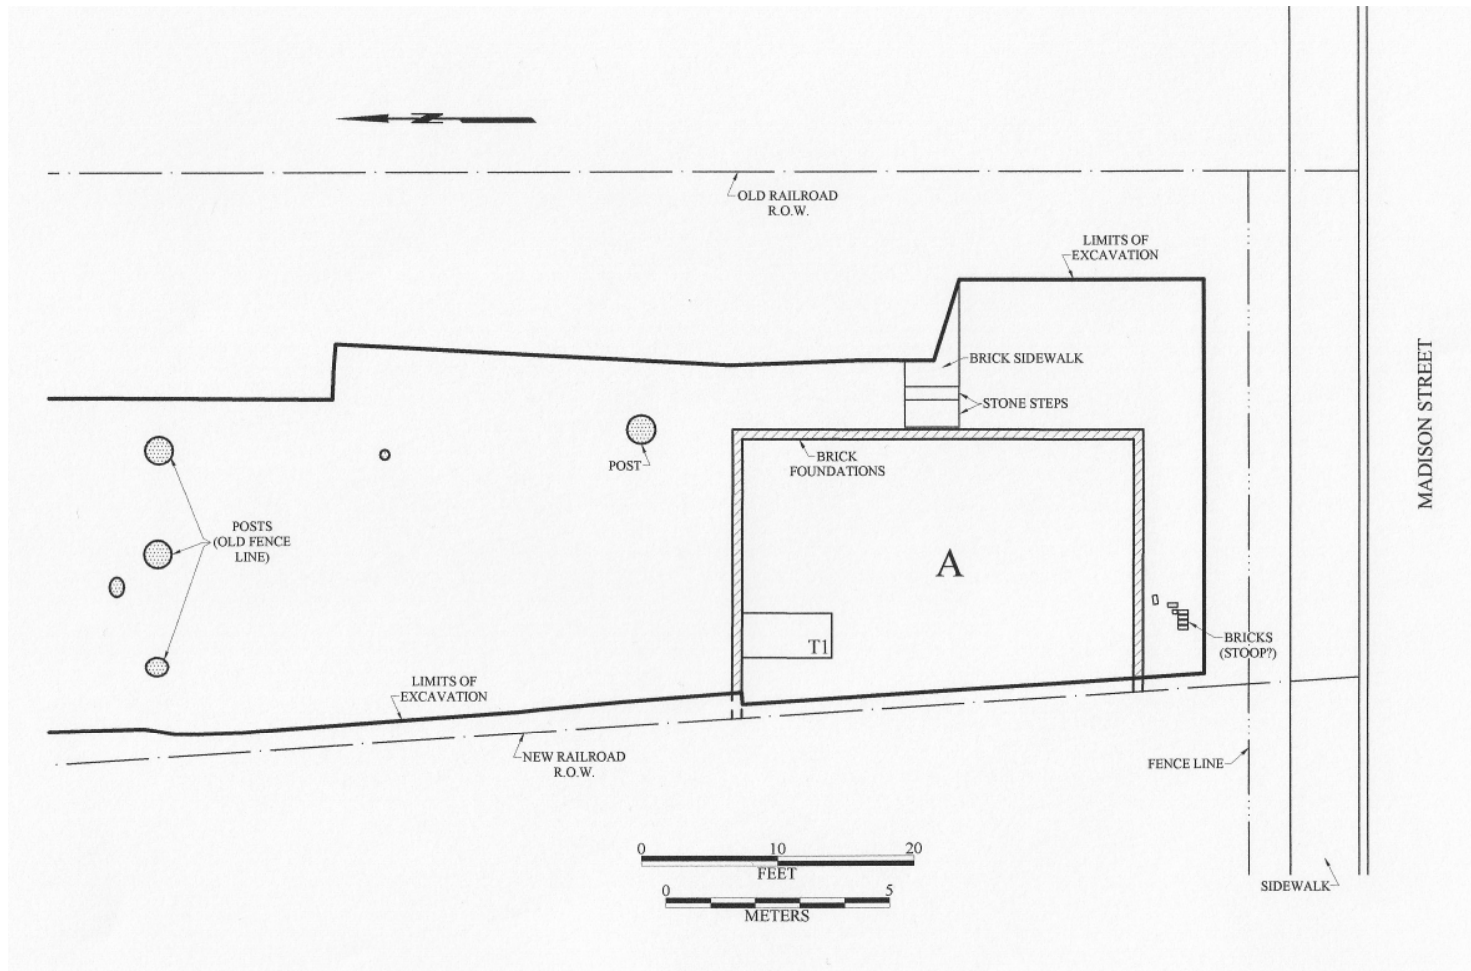 OLD RAILROAD
R.O.W.
LIMITS OF
EXCAVATION
BRICK SIDEWALK
STONE STEPS
MADISON STREET
POST
BRICK
FOUNDATIONS
POSTS
(OLD FENCE
LINE)
A
T1
BRICKS
(STOOP?)
LIMITS OF
EXCAVATION
NEW RAILROAD
R.O.W.
FENCE LINE
0 10 20
FEET
0 5
METERS
SIDEWALK